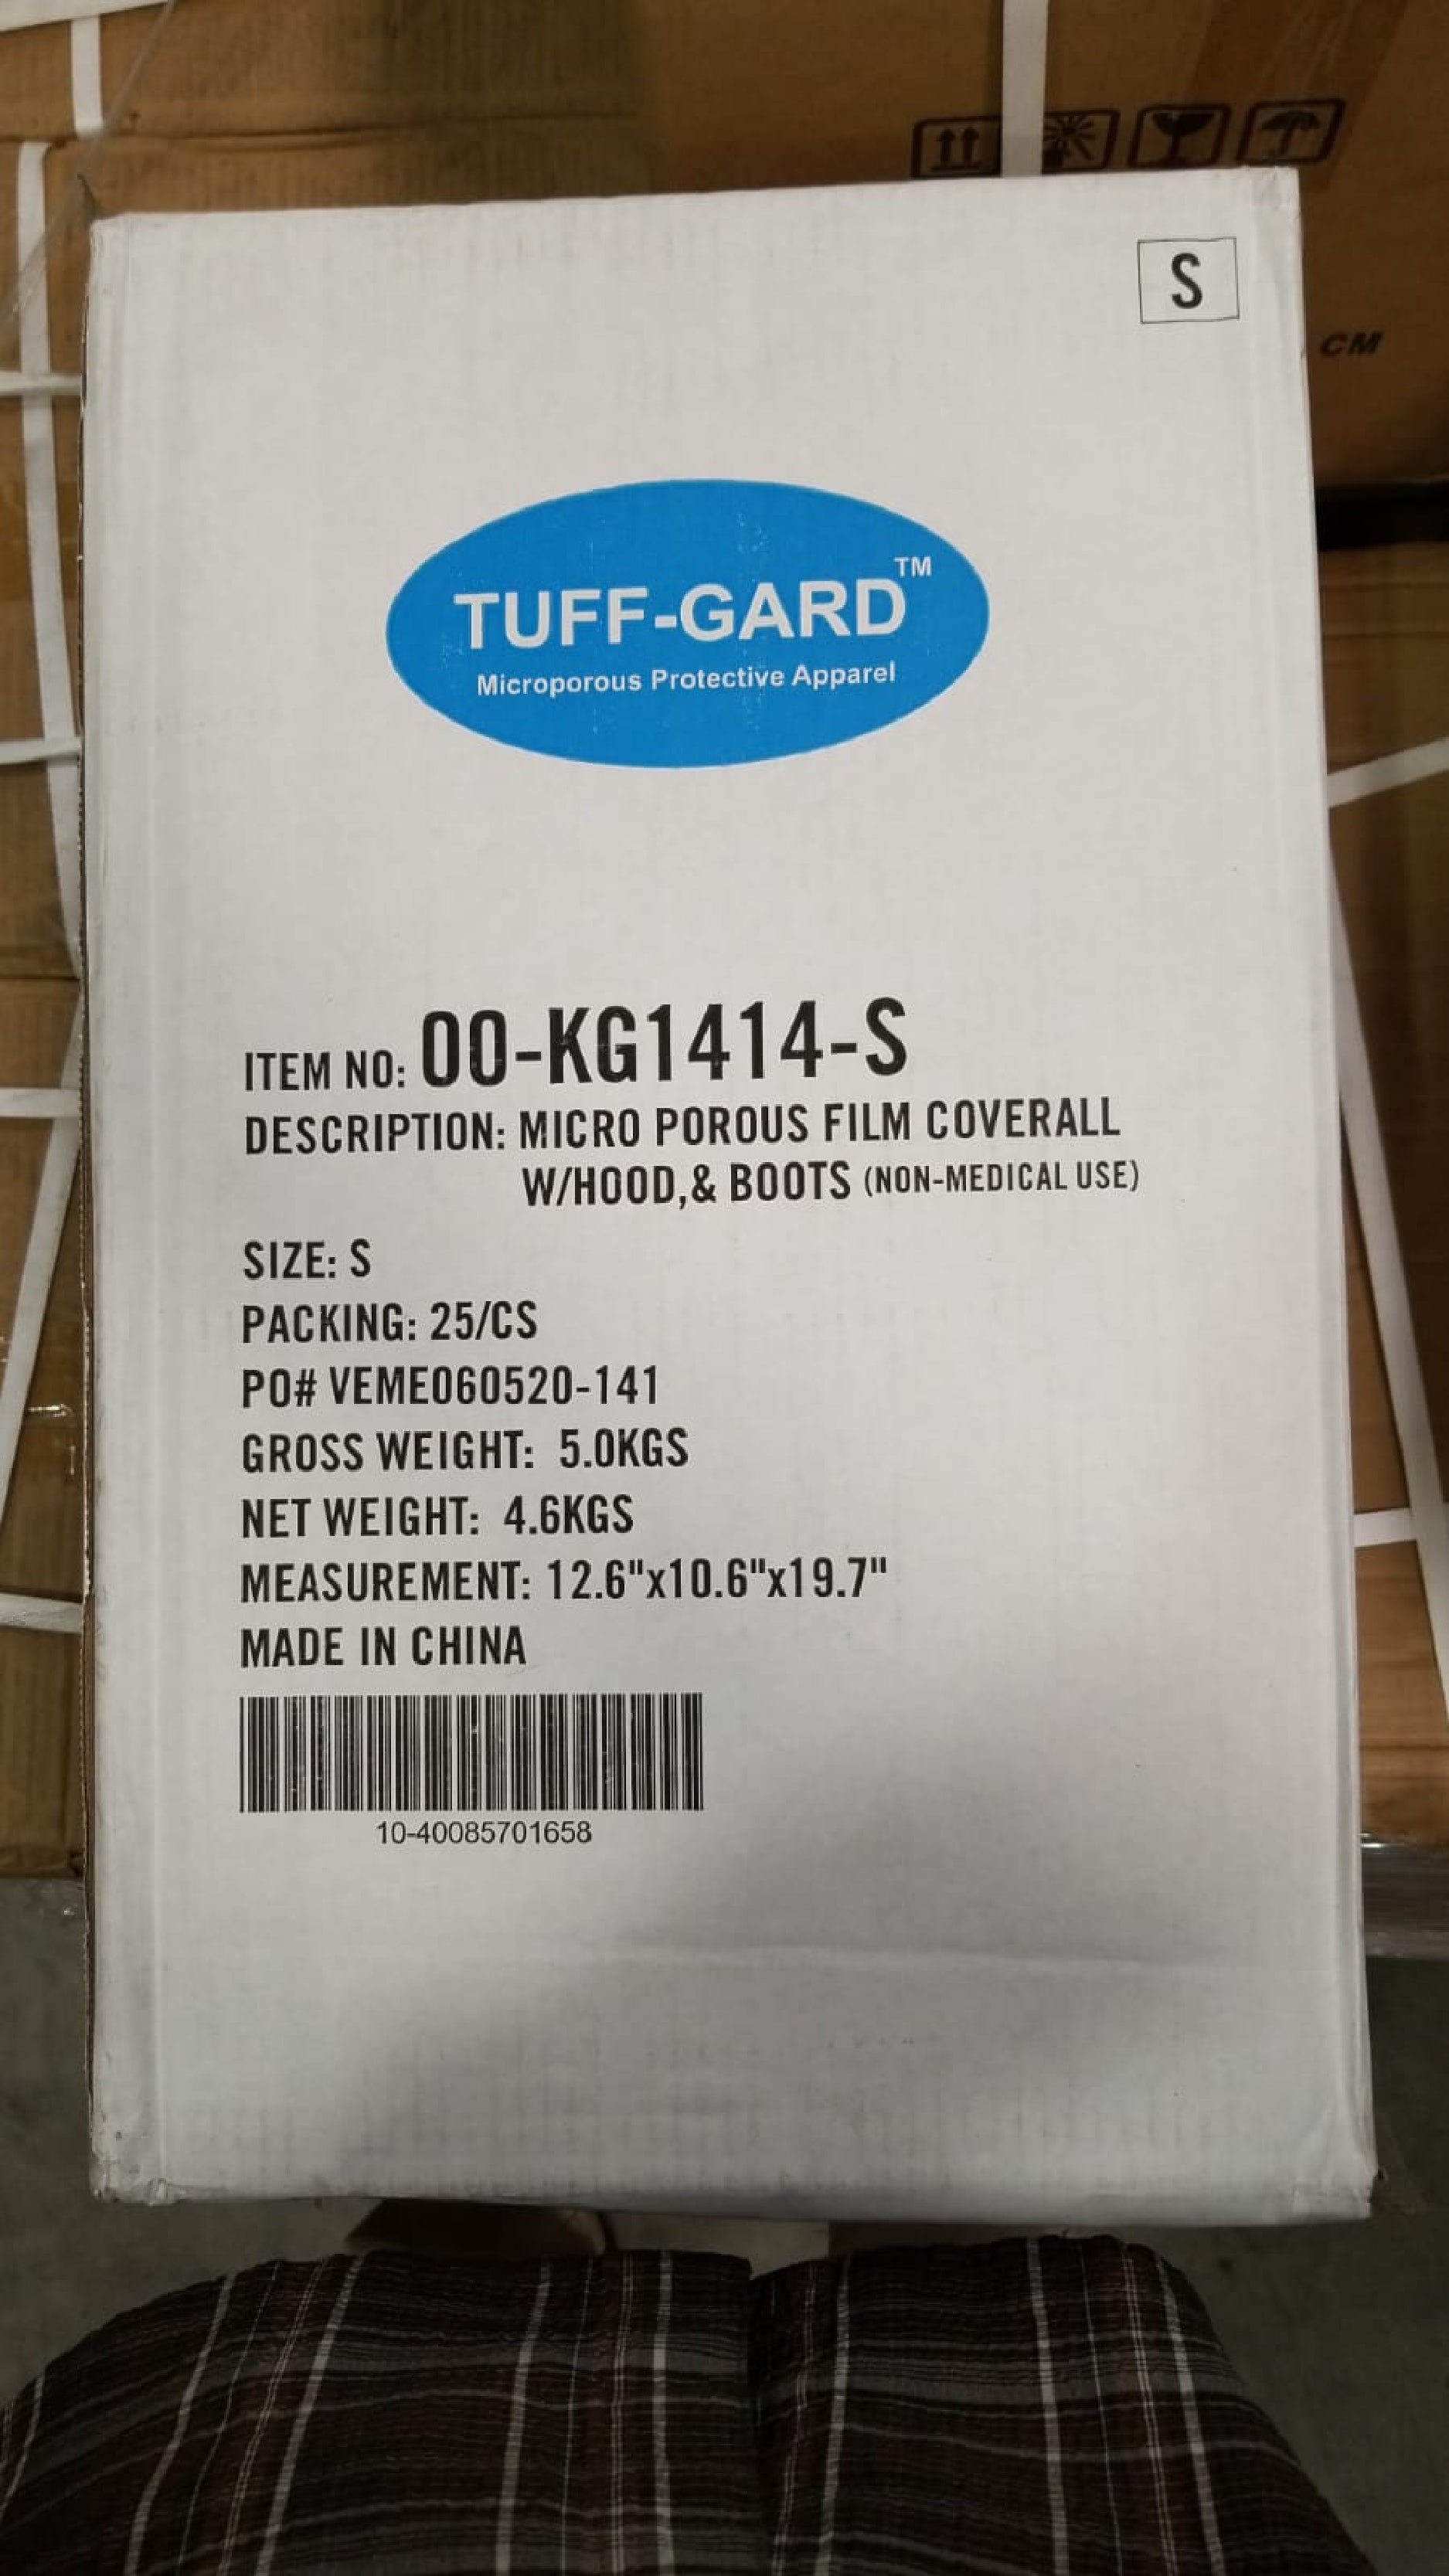 CM
S
TUFF-GARD™
Microporous Protective Apparel
ITEM NO: 00-KG1414-S
DESCRIPTION: MICRO POROUS FILM COVERALL
W/HOOD,& BOOTS (NON-MEDICAL USE)
SIZE: S
PACKING: 25/CS
PO# VEME060520-141
GROSS WEIGHT: 5.0KGS
NET WEIGHT: 4.6KGS
MEASUREMENT: 12.6"x10.6"x19.7"
MADE IN CHINA
10-40085701658